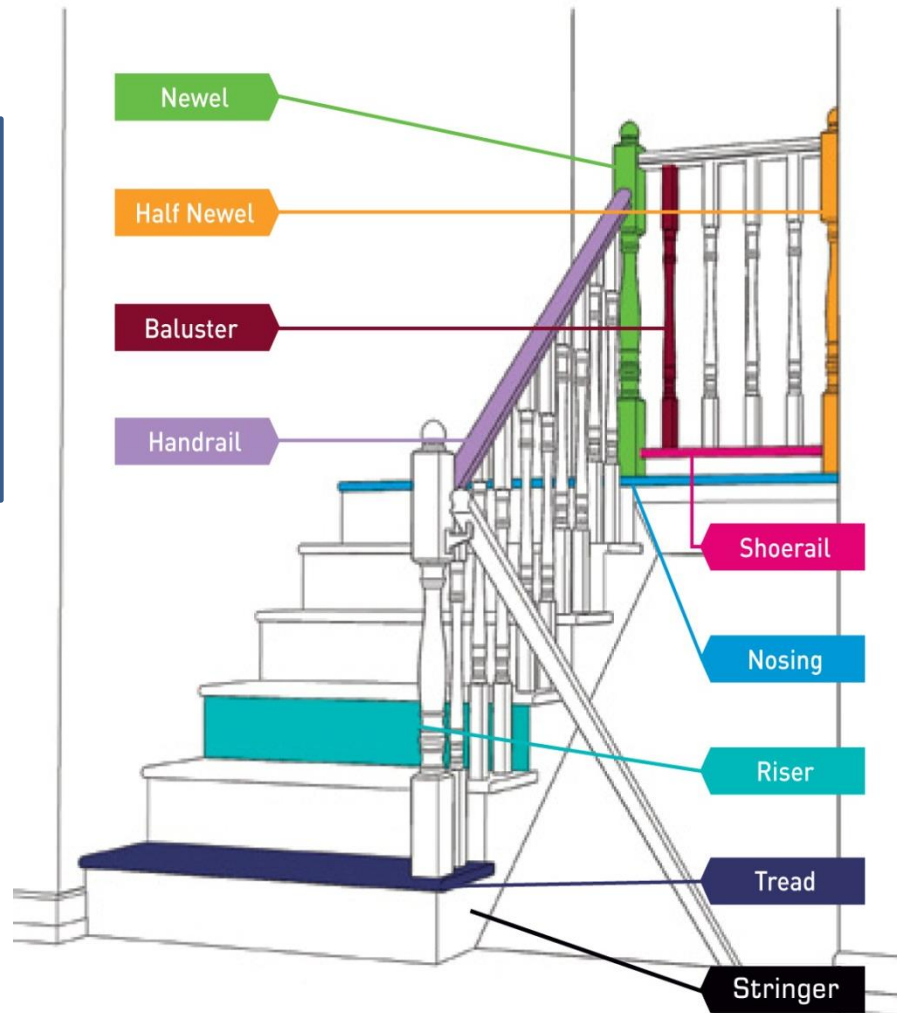 Newel
Half Newel
Baluster
Handrail
Shoerail
Nosing
Riser
Tread
Stringer